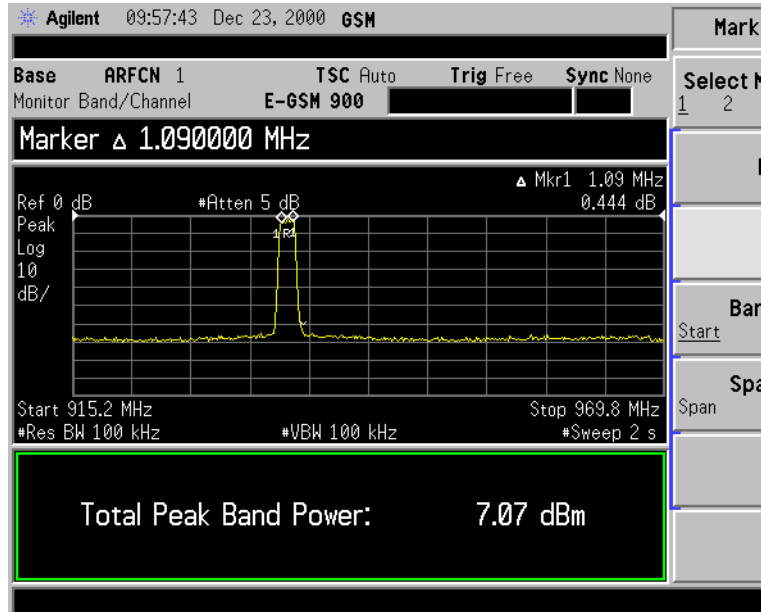 Agilent 09:57:43 Dec 23, 2000 GSM
Mark
Base ARFCN 1 TSC Auto Trig Free Sync None
Monitor Band/Channel E-GSM 900
Select M
1 2
Marker Δ 1.090000 MHz
Δ Mkr1 1.09 MHz
Ref 0 dB #Atten 5 dB 0.444 dB
Peak
Log
10
dB/
1R1
Bar
Start
Spa
Span
Start 915.2 MHz Stop 969.8 MHz
#Res BW 100 kHz #VBW 100 kHz #Sweep 2 s
Total Peak Band Power: 7.07 dBm